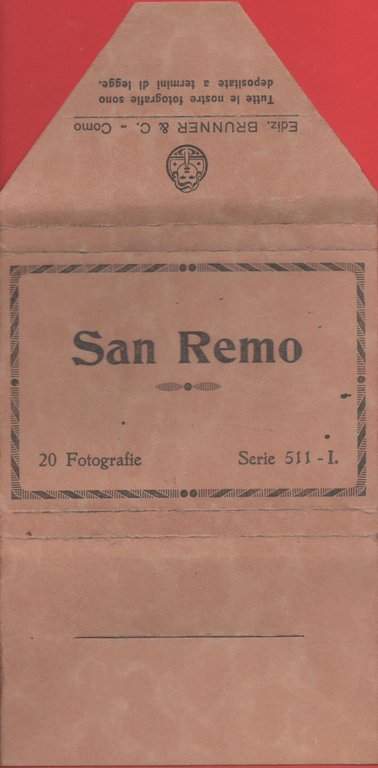 Tutte le nostre fotografie sono
depositate a termini di legge.
Ediz. BRUNNER & C. - Como
San Remo
20 Fotografie
Serie 511 - I.